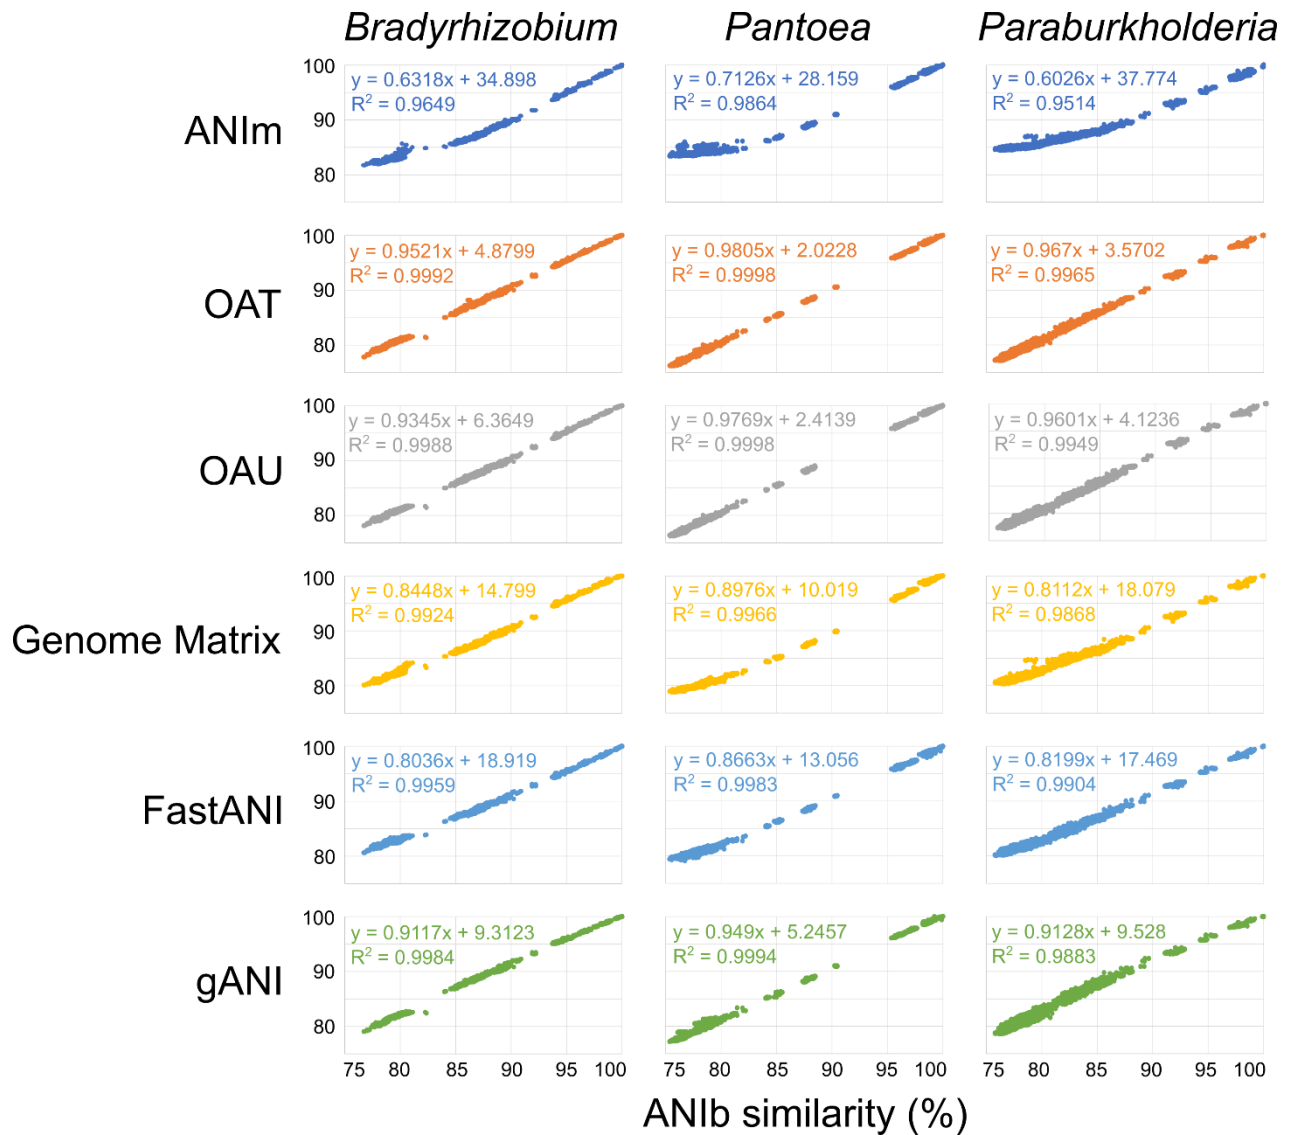 Bradyrhizobium Pantoea Paraburkholderia
ANIm
100
90
80
y = 0.6318x + 34.898
R² = 0.9649
y = 0.7126x + 28.159
R² = 0.9864
y = 0.6026x + 37.774
R² = 0.9514
OAT
100
90
80
y = 0.9521x + 4.8799
R² = 0.9992
y = 0.9805x + 2.0228
R² = 0.9998
y = 0.967x + 3.5702
R² = 0.9965
OAU
100
90
80
y = 0.9345x + 6.3649
R² = 0.9988
y = 0.9769x + 2.4139
R² = 0.9998
y = 0.9601x + 4.1236
R² = 0.9949
Genome Matrix
100
90
80
y = 0.8448x + 14.799
R² = 0.9924
y = 0.8976x + 10.019
R² = 0.9966
y = 0.8112x + 18.079
R² = 0.9868
FastANI
100
90
80
y = 0.8036x + 18.919
R² = 0.9959
y = 0.8663x + 13.056
R² = 0.9983
y = 0.8199x + 17.469
R² = 0.9904
gANI
100
90
80
y = 0.9117x + 9.3123
R² = 0.9984
y = 0.949x + 5.2457
R² = 0.9994
y = 0.9128x + 9.528
R² = 0.9883
75 80 85 90 95 100 75 80 85 90 95 100 75 80 85 90 95 100
ANIb similarity (%)